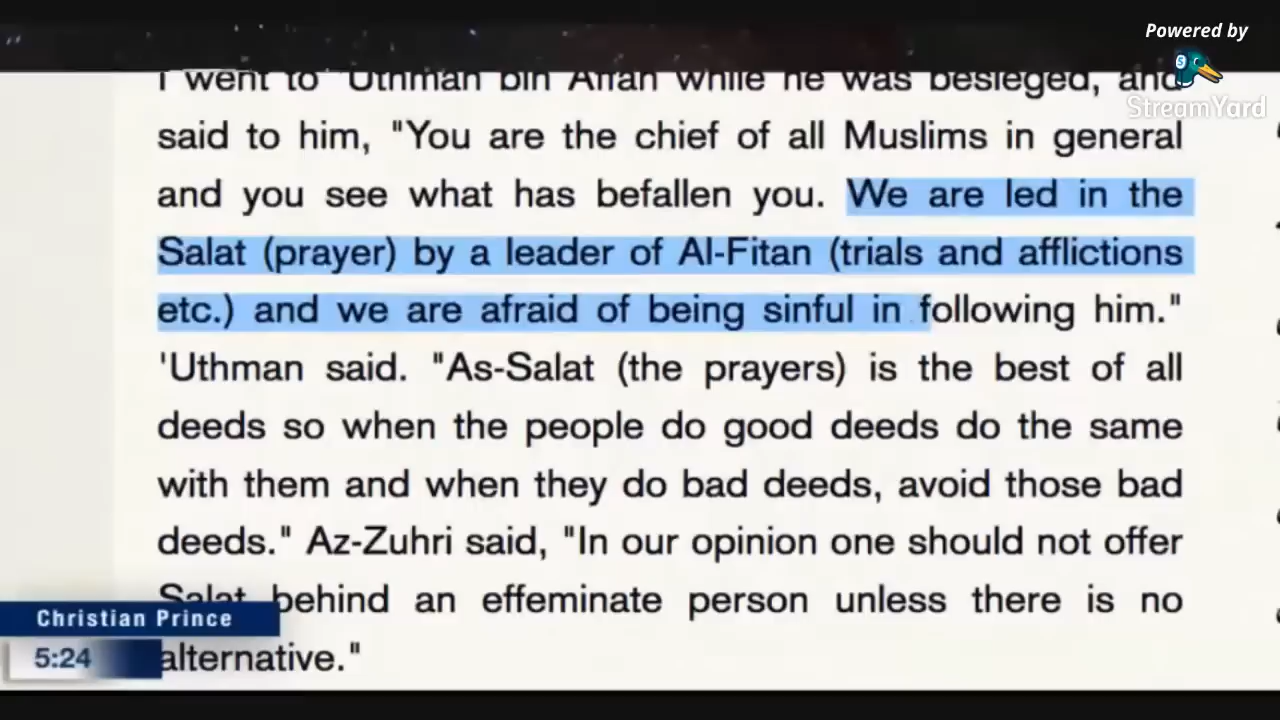 Powered by
StreamYard
I went to 'Uthman bin Affan while he was besieged, and
said to him, "You are the chief of all Muslims in general
and you see what has befallen you. We are led in the
Salat (prayer) by a leader of Al-Fitan (trials and afflictions
etc.) and we are afraid of being sinful in following him."
'Uthman said. "As-Salat (the prayers) is the best of all
deeds so when the people do good deeds do the same
with them and when they do bad deeds, avoid those bad
deeds." Az-Zuhri said, "In our opinion one should not offer
Salat behind an effeminate person unless there is no
alternative."
Christian Prince
5:24